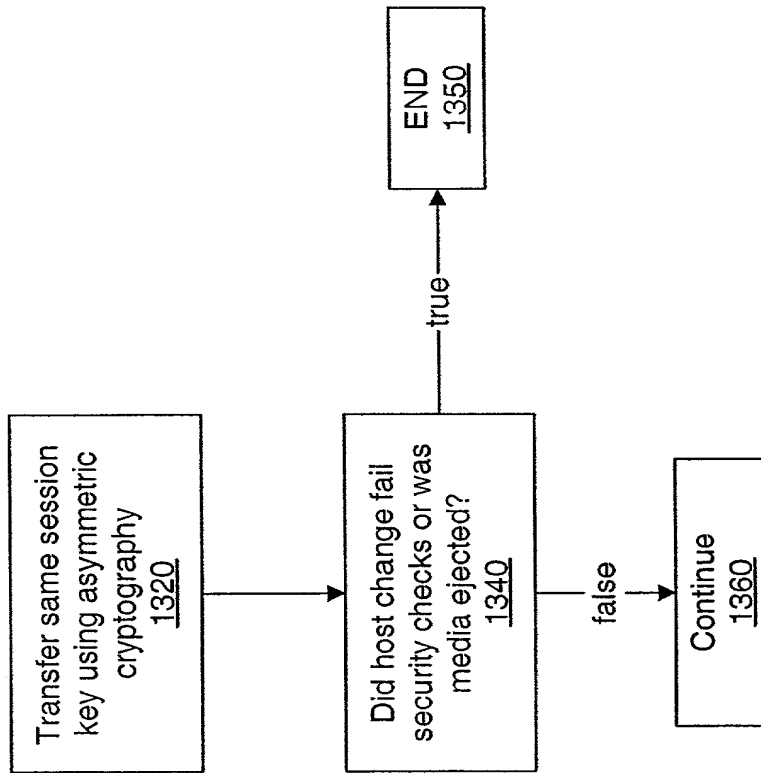 Transfer same session
key using asymmetric
cryptography
1320
Did host change fail
security checks or was
media ejected?
1340
true
END
1350
false
Continue
1360